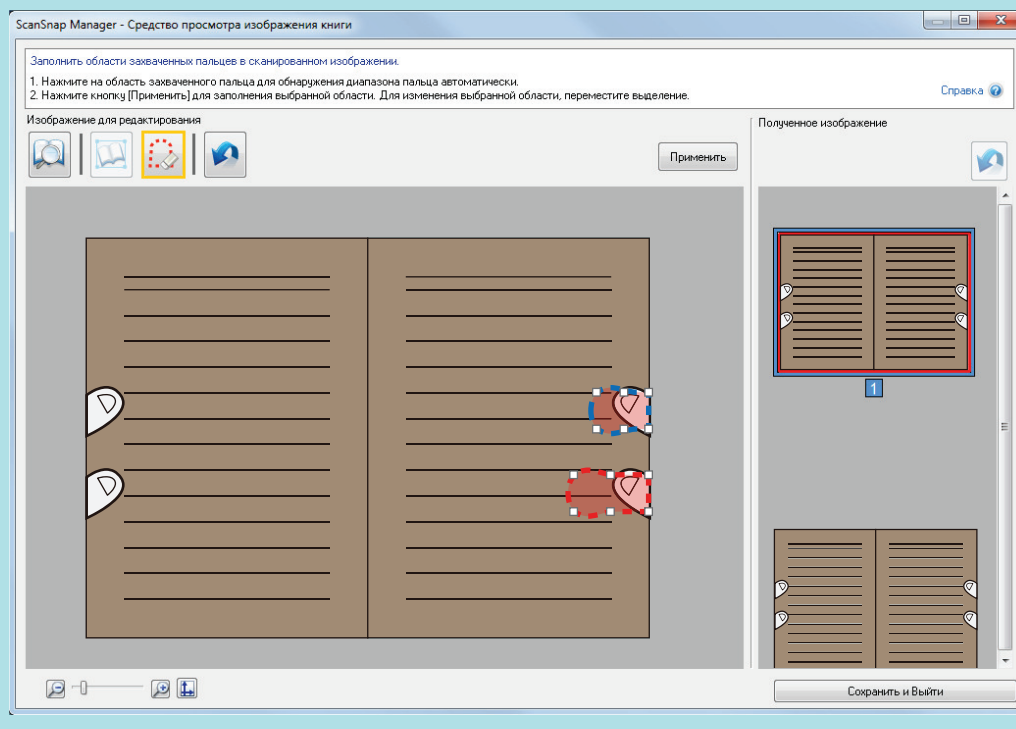 ScanSnap Manager - Средство просмотра изображения книги
Заполнить области захваченных пальцев в сканированном изображении.
1. Нажмите на область захваченного пальца для обнаружения диапазона пальца автоматически.
2. Нажмите кнопку [Применить] для заполнения выбранной области. Для изменения выбранной области, переместите выделение.
Справка
Изображение для редактирования
Полученное изображение
Применить
1
Сохранить и Выйти